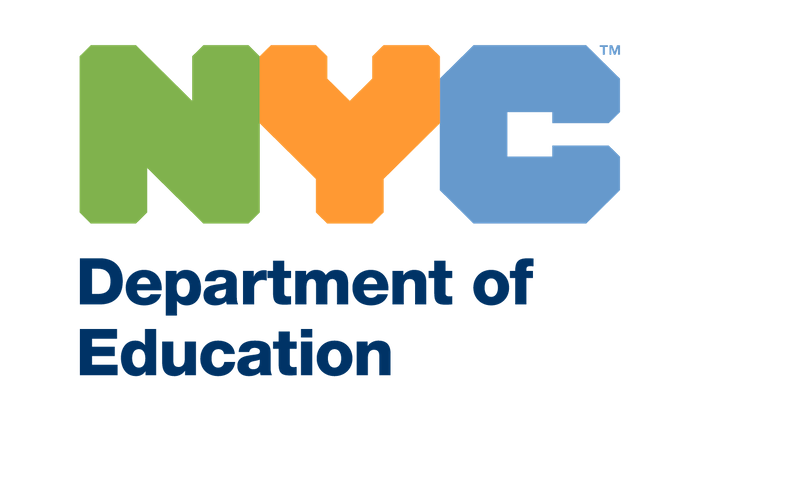 NYC™
Department of
Education